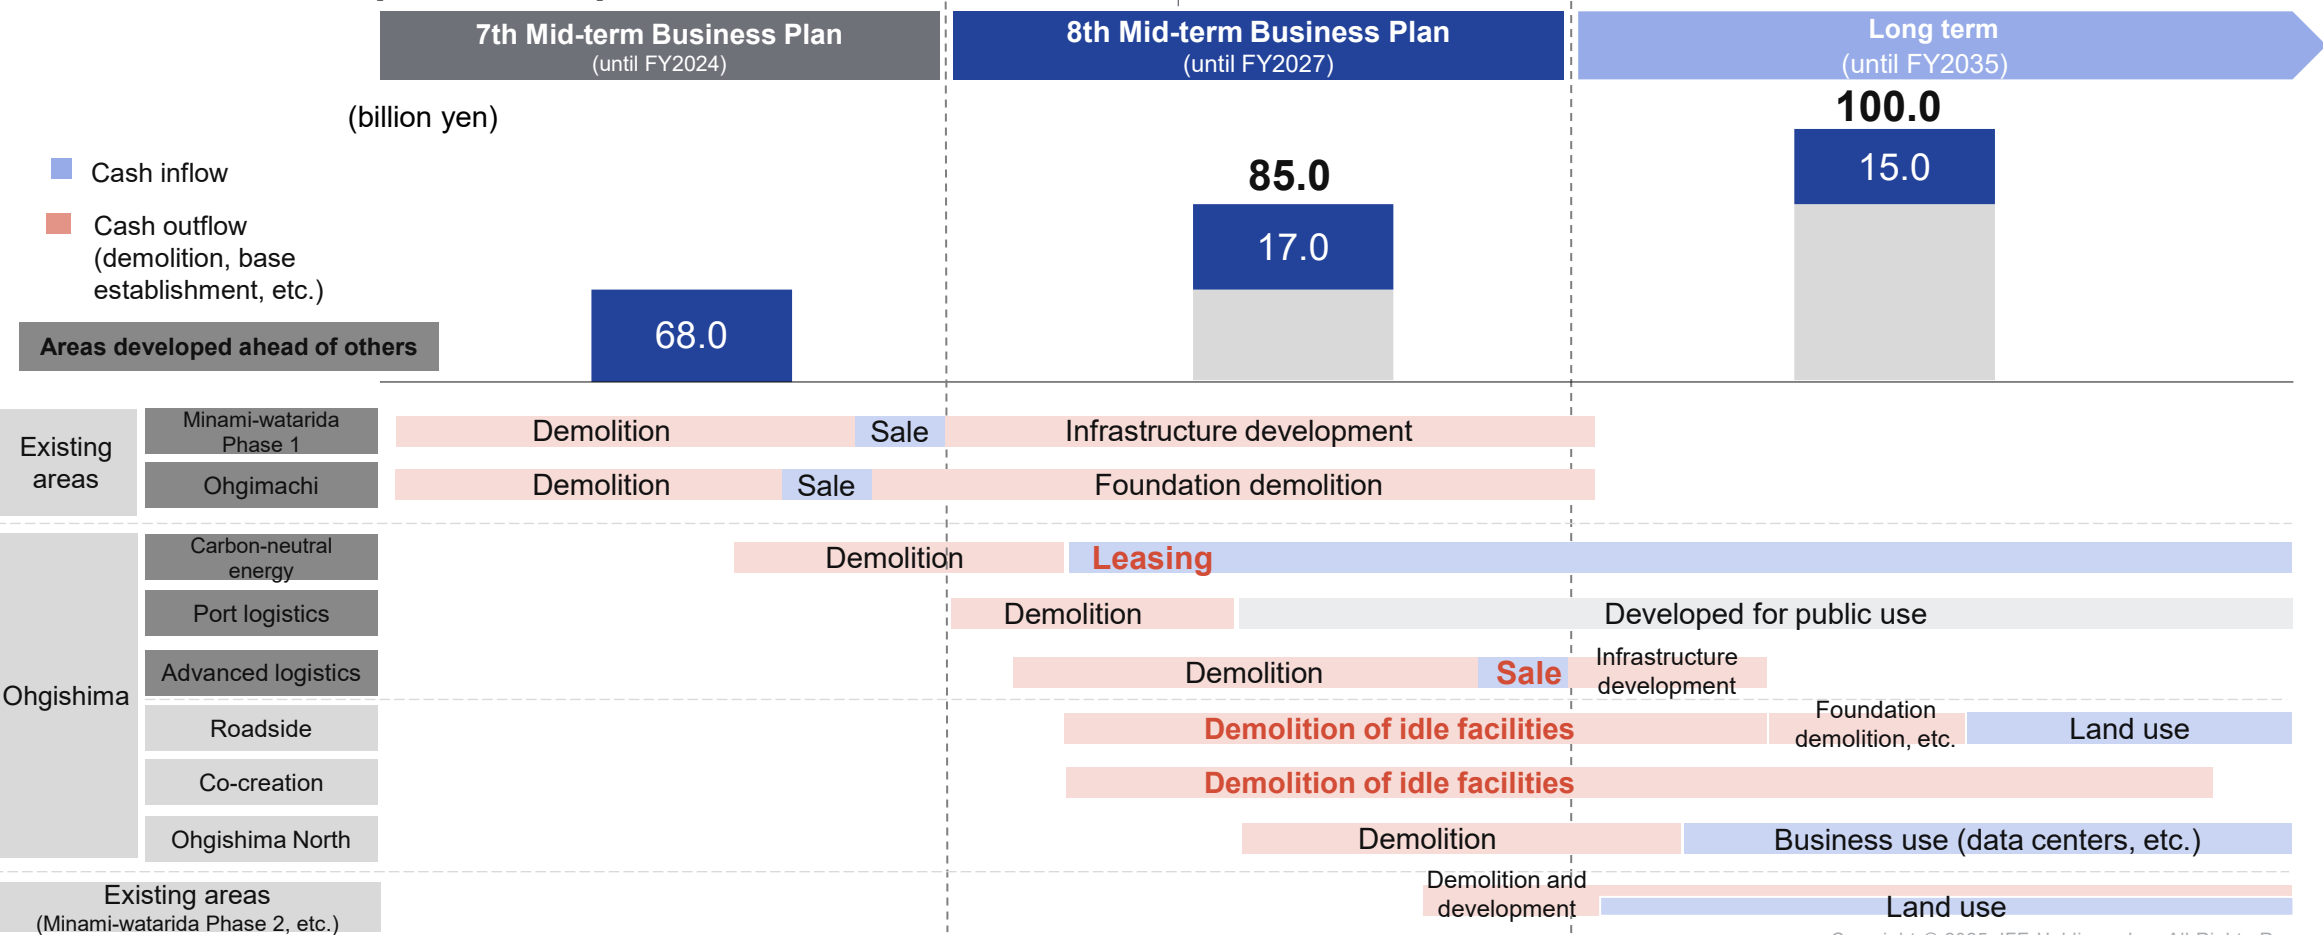 7th Mid-term Business Plan
(until FY2024)
8th Mid-term Business Plan
(until FY2027)
Long term
(until FY2035)
(billion yen)
Cash inflow
Cash outflow
(demolition, base
establishment, etc.)
68.0
85.0
17.0
100.0
15.0
Areas developed ahead of others
Existing
areas
Minami-watarida
Phase 1
Demolition
Sale
Infrastructure development
Ohgimachi
Demolition
Sale
Foundation demolition
Ohgishima
Carbon-neutral
energy
Demolition
Leasing
Port logistics
Demolition
Developed for public use
Advanced logistics
Demolition
Sale
Infrastructure
development
Roadside
Demolition of idle facilities
Foundation
demolition, etc.
Land use
Co-creation
Demolition of idle facilities
Ohgishima North
Demolition
Business use (data centers, etc.)
Existing areas
(Minami-watarida Phase 2, etc.)
Demolition and
development
Land use